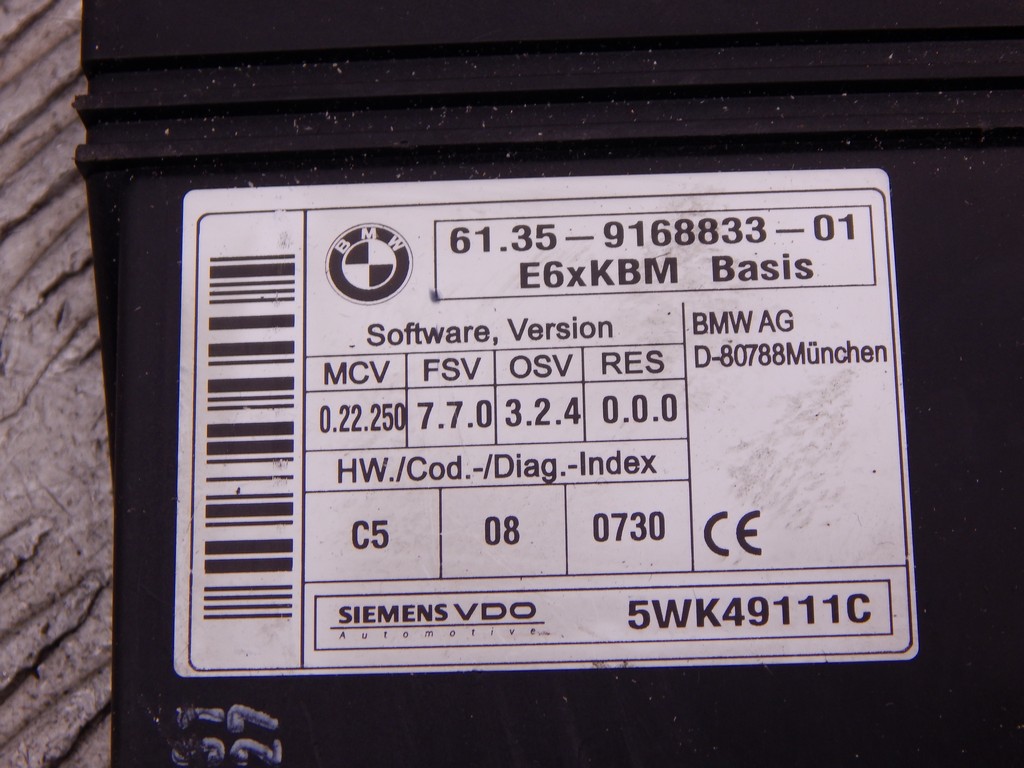 BMW
61.35 – 9168833 – 01
E6xKBM Basis
Software, Version
MCV FSV OSV RES
0.22.250 7.7.0 3.2.4 0.0.0
HW./Cod.-/Diag.-Index
C5 08 0730
BMW AG
D-80788München
CE
SIEMENS VDO
Automotive
5WK49111C